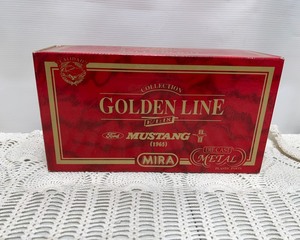 COLLECTION
GOLDEN LINE
Ford MUSTANG
(1965)
MIRA
DIE CAST
METAL